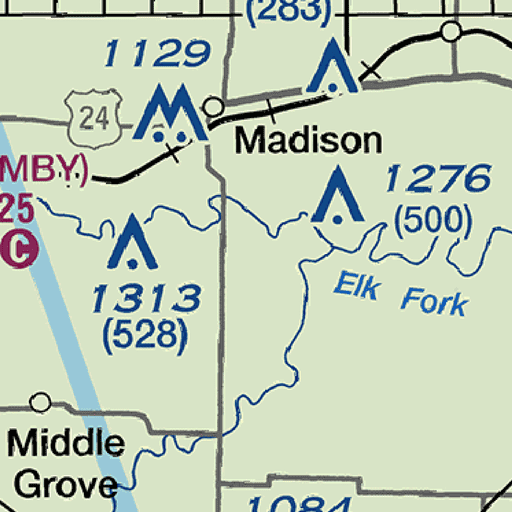 (283)
1129
24
Madison
MBY)
25
C
1276
(500)
1313
(528)
Elk Fork
Middle
Grove
1084